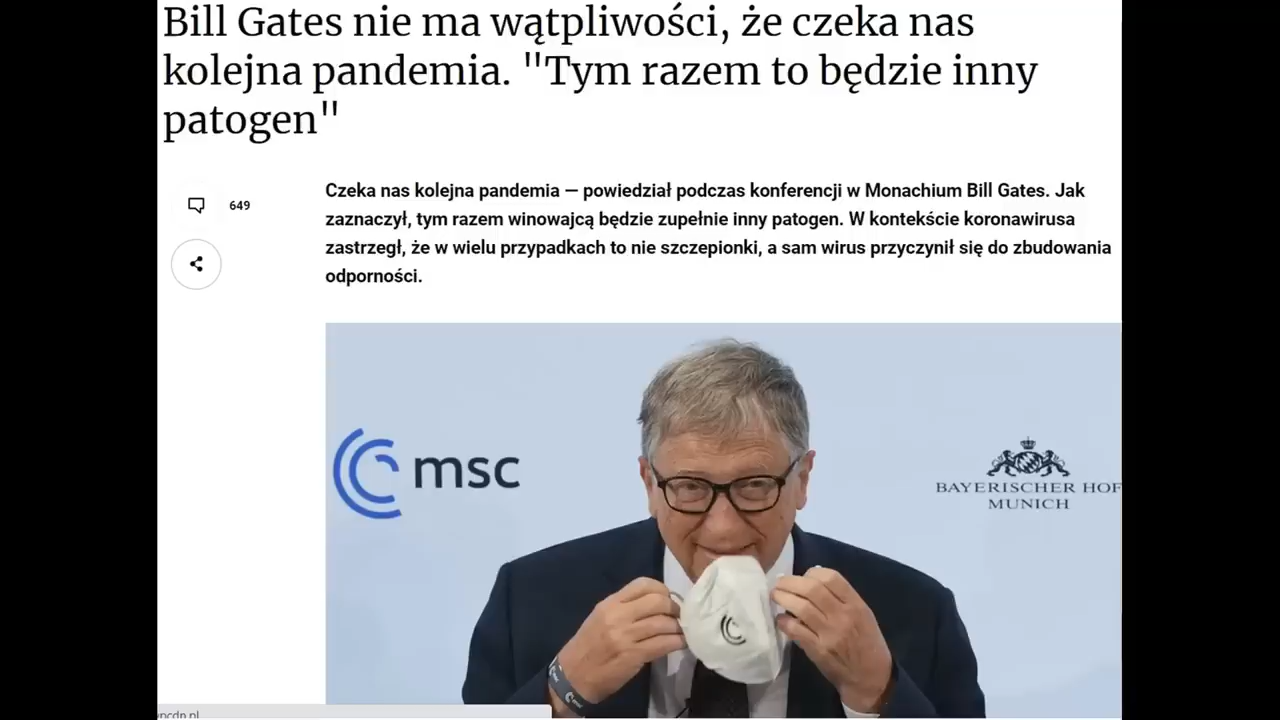 Bill Gates nie ma wątpliwości, że czeka nas
kolejna pandemia. "Tym razem to będzie inny
patogen"
649
Czeka nas kolejna pandemia — powiedział podczas konferencji w Monachium Bill Gates. Jak
zaznaczył, tym razem winowajcą będzie zupełnie inny patogen. W kontekście koronawirusa
zastrzegł, że w wielu przypadkach to nie szczepionki, a sam wirus przyczynił się do zbudowania
odporności.
msc
BAYERISCHER HOF
MUNICH